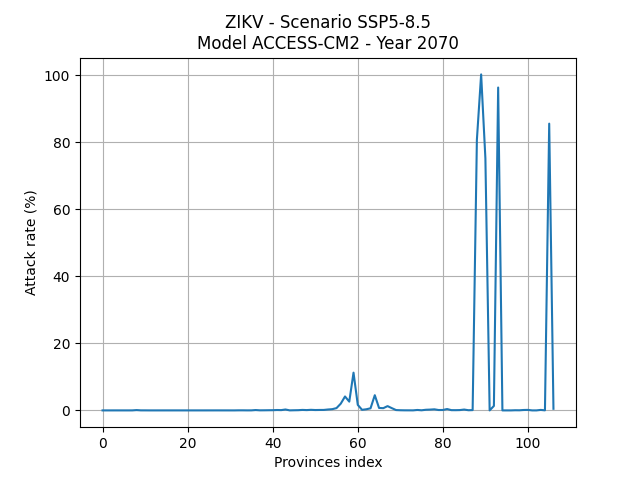 ZIKV - Scenario SSP5-8.5
Model ACCESS-CM2 - Year 2070
100
80
60
40
20
0
Attack rate (%)
0 20 40 60 80 100
Provinces index